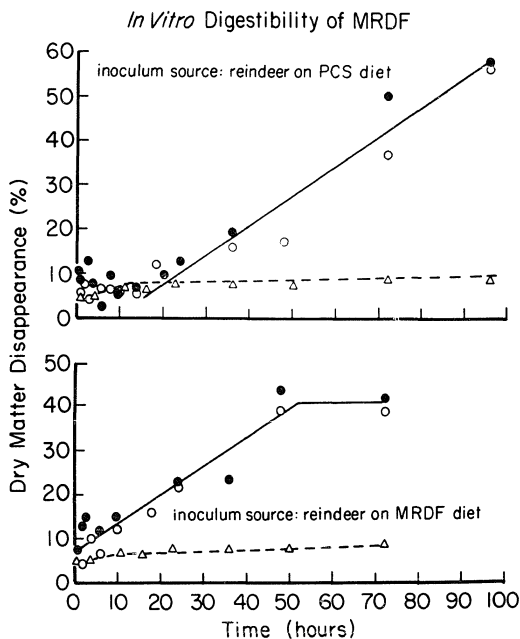 In Vitro Digestibility of MRDF
60
inoculum source: reindeer on PCS diet
50
40
30
20
10
0
Dry Matter Disappearance (%)
50
40
30
20
inoculum source: reindeer on MRDF diet
10
0
0 10 20 30 40 50 60 70 80 90 100
Time (hours)